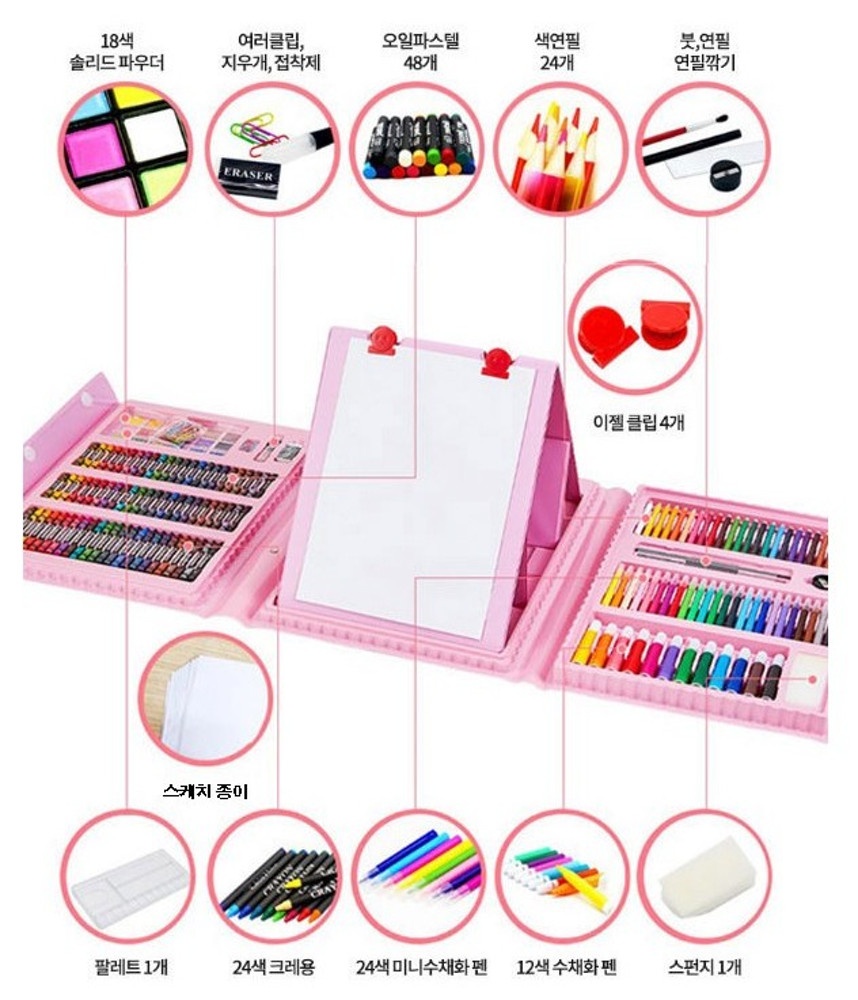 18색
솔리드 파우더
여러클립,
지우개, 접착제
오일파스텔
48개
색연필
24개
붓,연필
연필깎기
ERASER
이젤 클립 4개
스케치 종이
CRAYON
CRAYON
팔레트 1개
24색 크레용
24색 미니수채화 펜
12색 수채화 펜
스펀지 1개